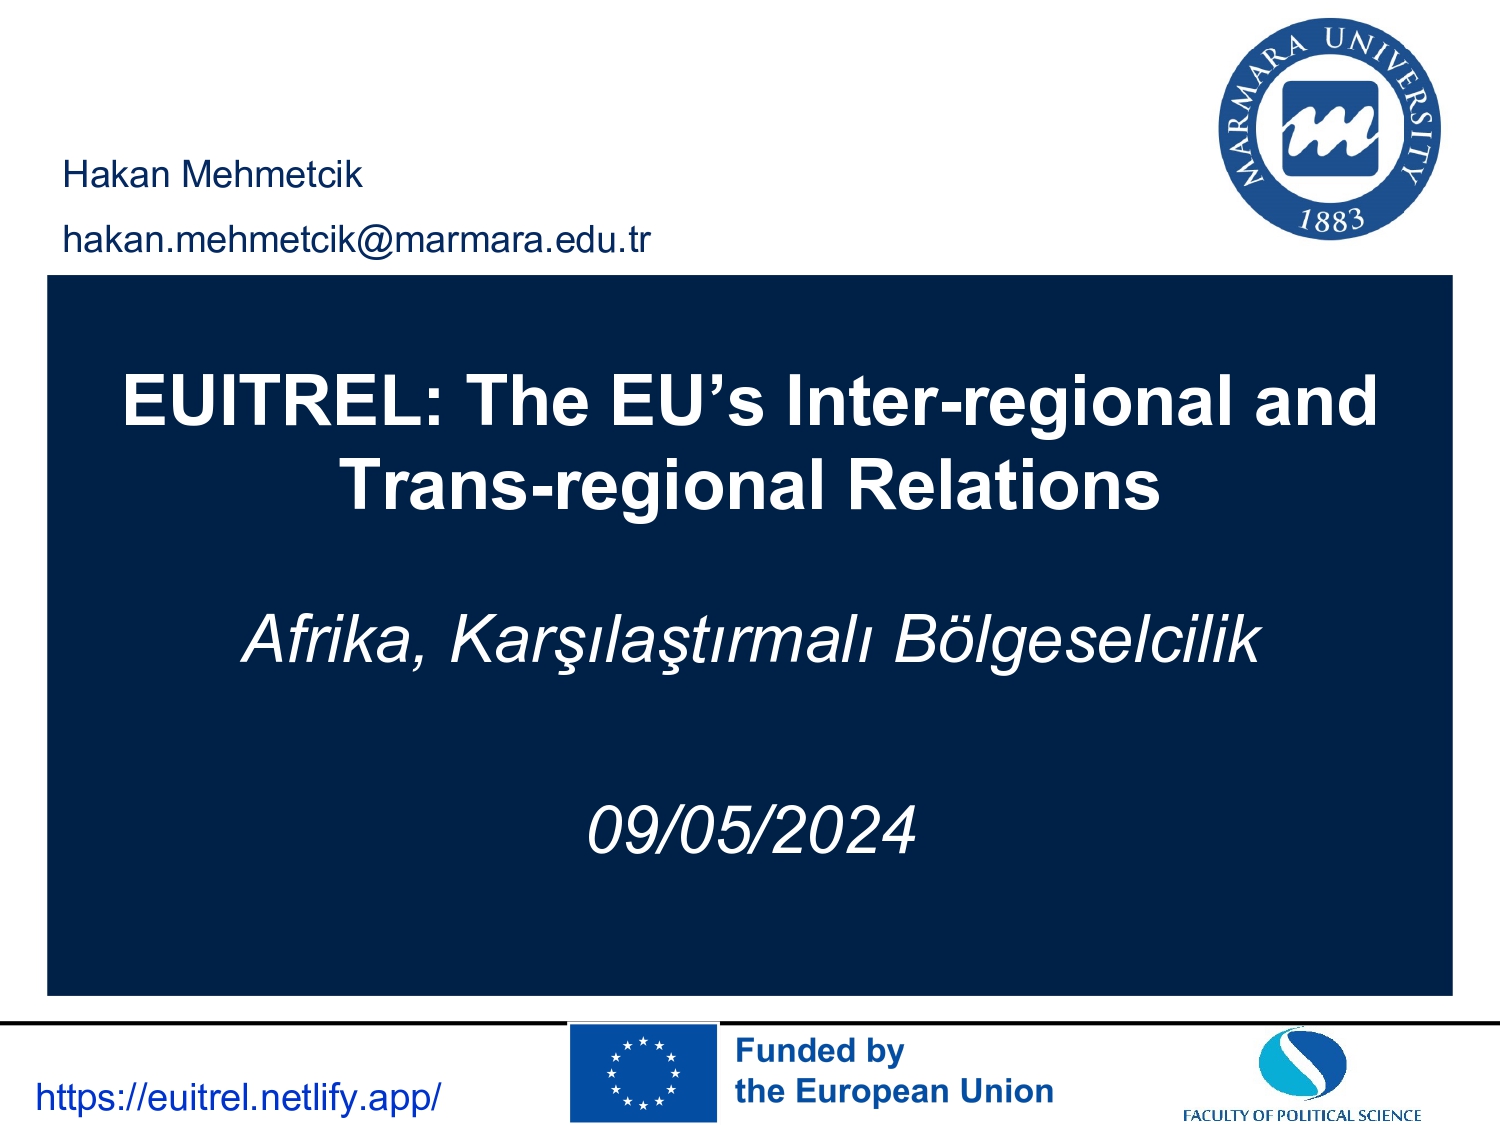 MARMARA UNIVERSITY
1883
Hakan Mehmetcik
hakan.mehmetcik@marmara.edu.tr
EUITREL: The EU’s Inter-regional and
Trans-regional Relations
Afrika, Karşılaştırmalı Bölgeselcilik
09/05/2024
https://euitrel.netlify.app/
Funded by
the European Union
FACULTY OF POLITICAL SCIENCE